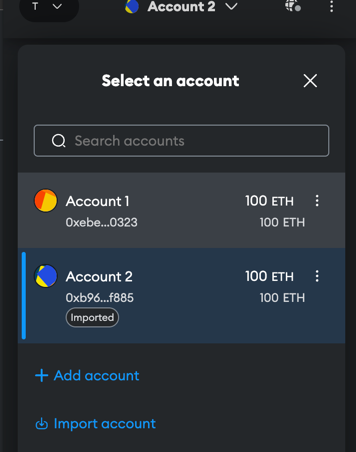 T
Account 2
Select an account
Search accounts
Account 1
100 ETH
0xebe...0323
100 ETH
Account 2
100 ETH
0xb96...f885
100 ETH
Imported
+ Add account
Import account